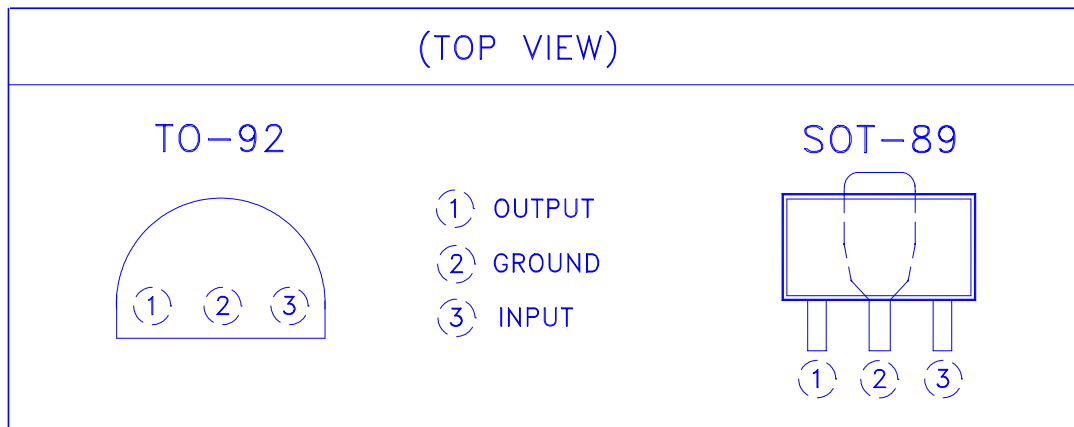 (TOP VIEW)
TO-92
1 2 3
1 OUTPUT
2 GROUND
3 INPUT
SOT-89
1 2 3